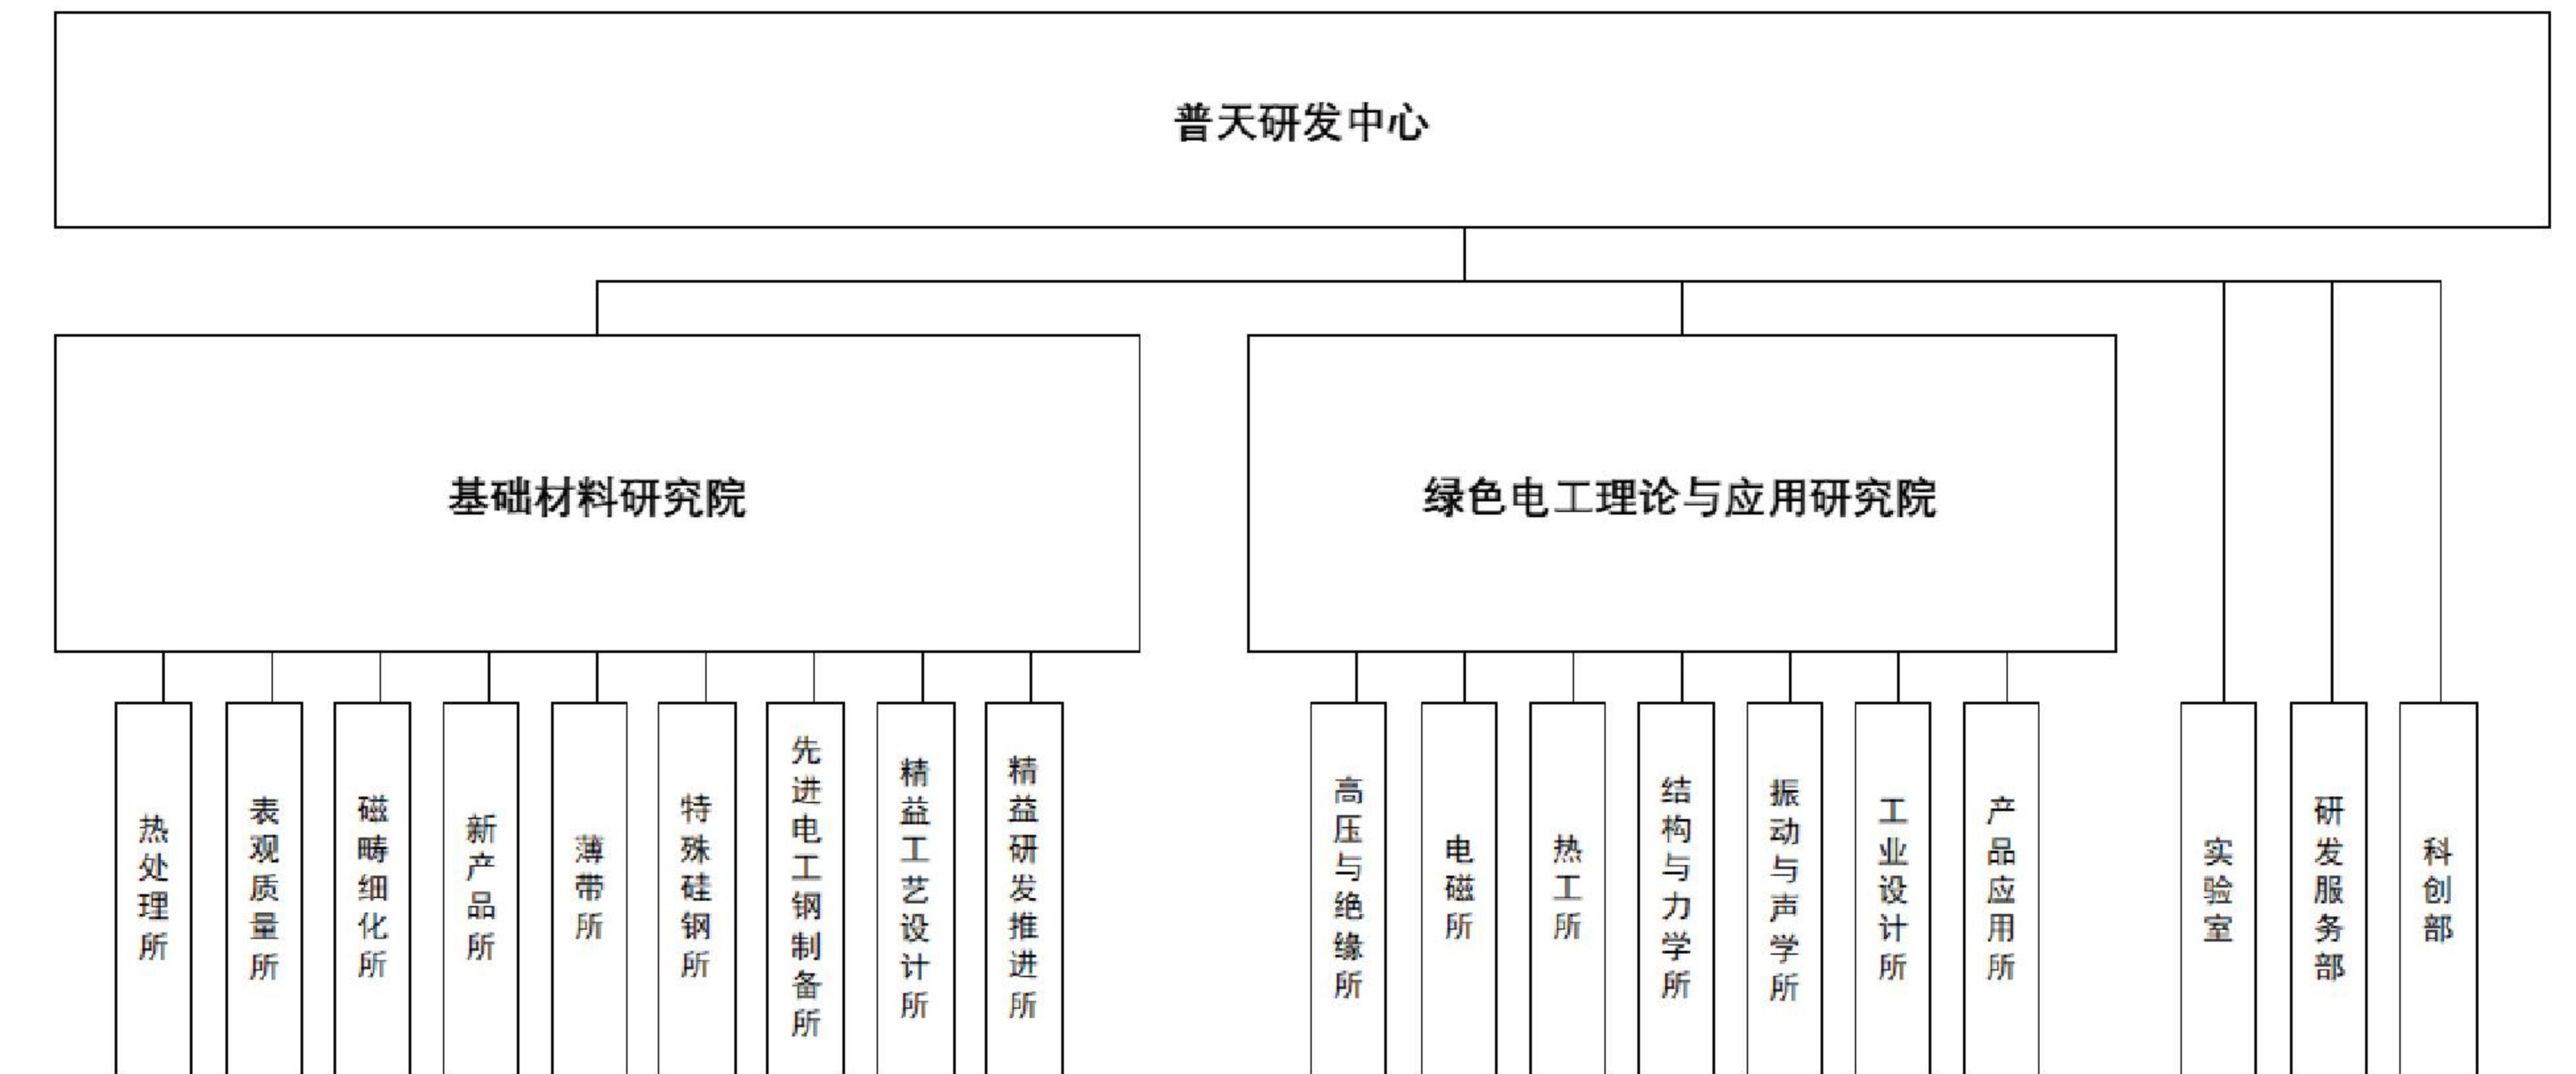 普天研发中心
基础材料研究院
绿色电工理论与应用研究院
热处理所
表观质量所
磁畴细化所
新产品所
薄带所
特殊硅钢所
先进电工钢制备所
精益工艺设计所
精益研发推进所
高压与绝缘所
电磁所
热工所
结构与力学所
振动与声学所
工业设计所
产品应用所
实验室
研发服务部
科创部